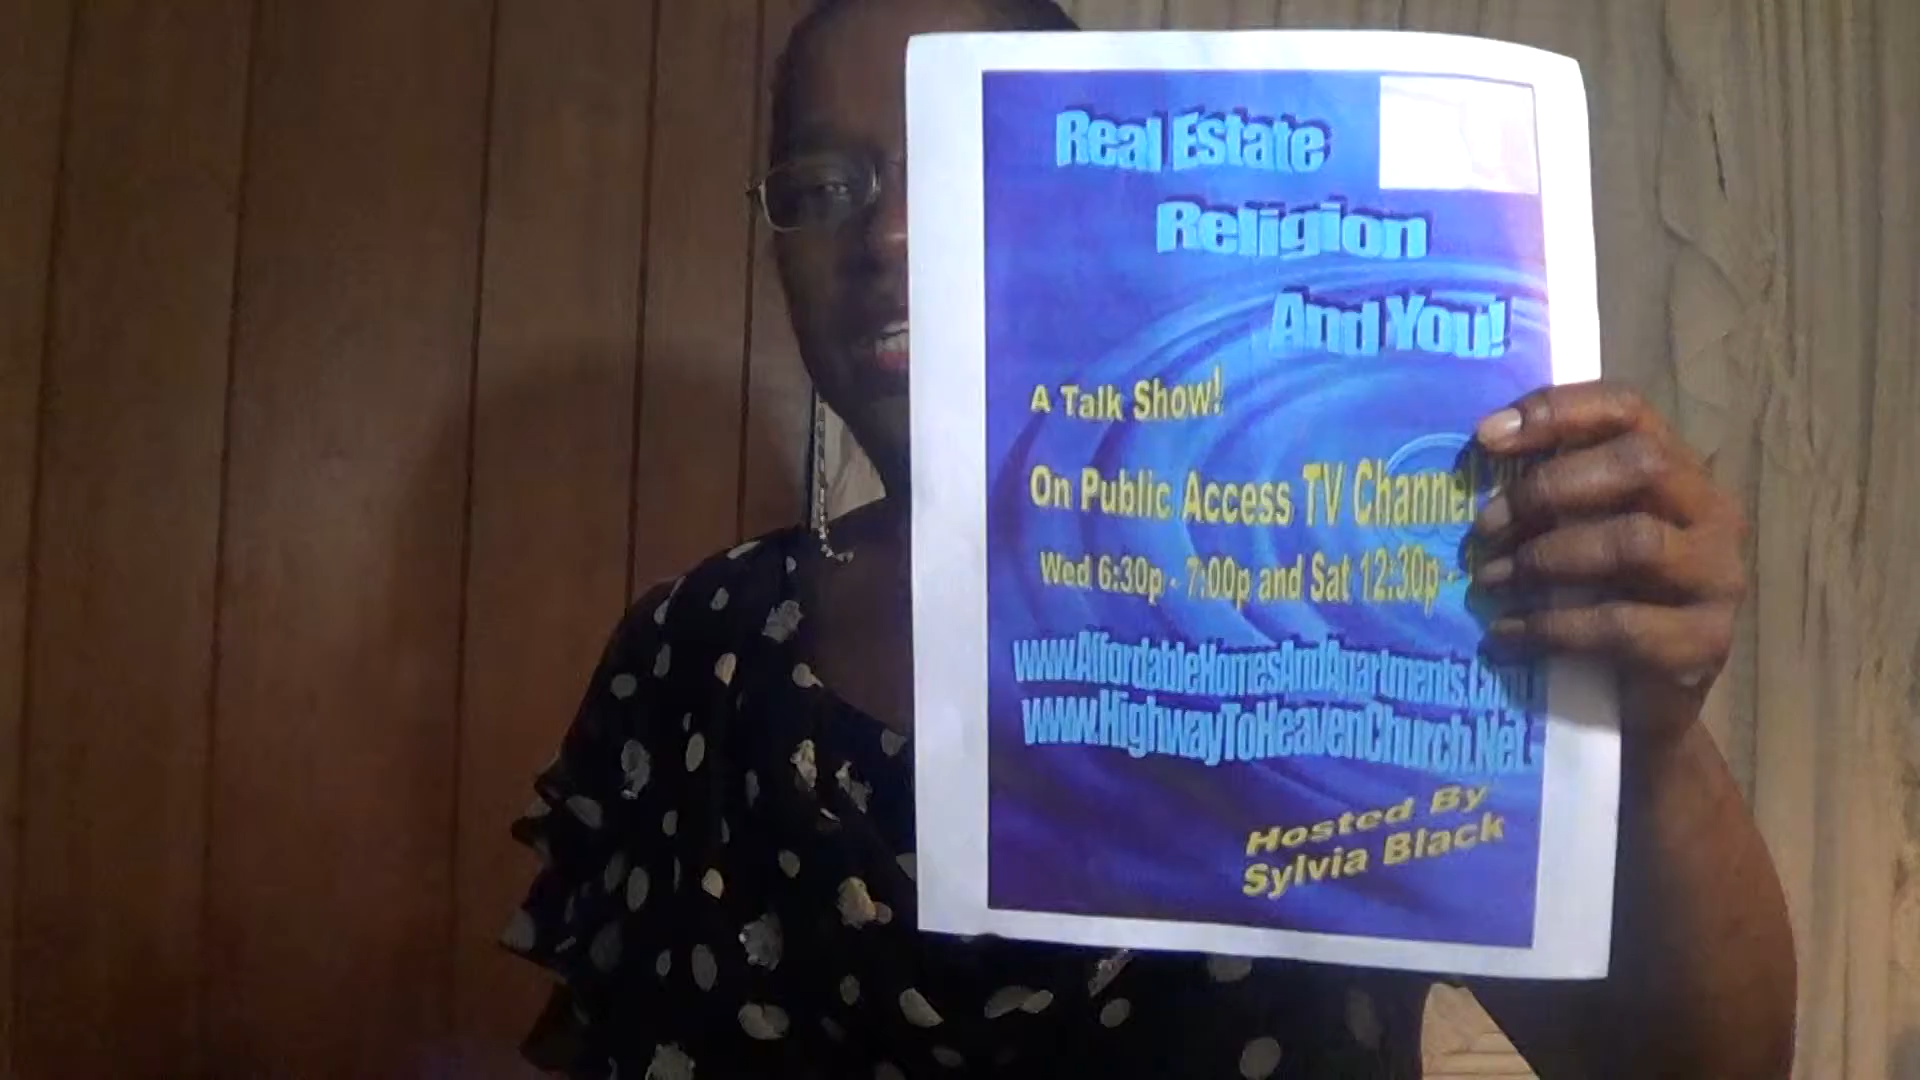 Real Estate
Religion
And You!
A Talk Show!
On Public Access TV Channel
Wed 6:30p - 7:00p and Sat 12:30p -
www.AffordableHomesAndApartments.Com
www.HighwayToHeavenChurch.Net
Hosted By
Sylvia Black